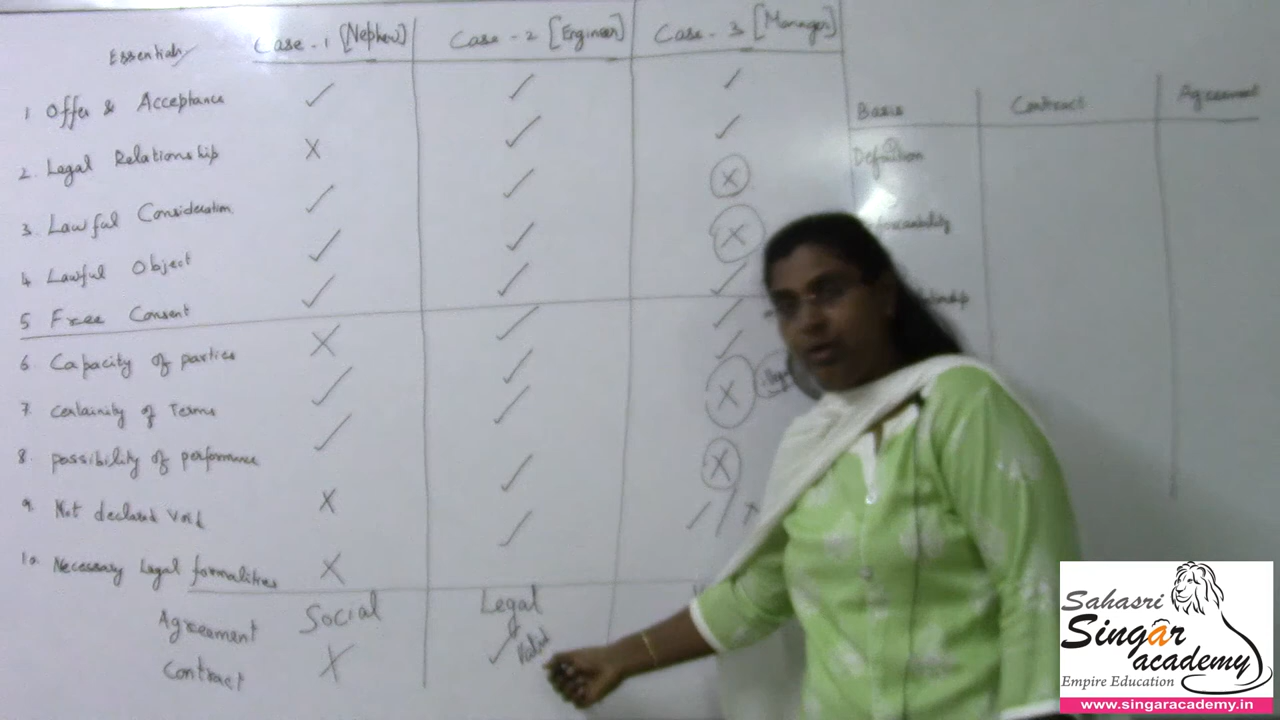 Essentials Case - 1 [Nephew] Case - 2 [Engineer] Case - 3 [Manager]
1 Offer & Acceptance ✓ ✓ ✓
2. Legal Relationship X ✓ ✓
3. Lawful Consideration ✓ ✓ X
4 Lawful Object ✓ ✓ X
5 Free Consent ✓ ✓ ✓
6 Capacity of parties X ✓ ✓
7. Certainity of Terms ✓ ✓ ✓
8. possibility of performance ✓ ✓ X
9. Not declared void X ✓ X
10. Necessary Legal formalities X ✓ ✓ / X
Agreement Social Legal
Contract X ✓ Valid
Basis Contract Agreement
Definition
Sahasri
Singâr
academy
Empire Education
www.singaracademy.in